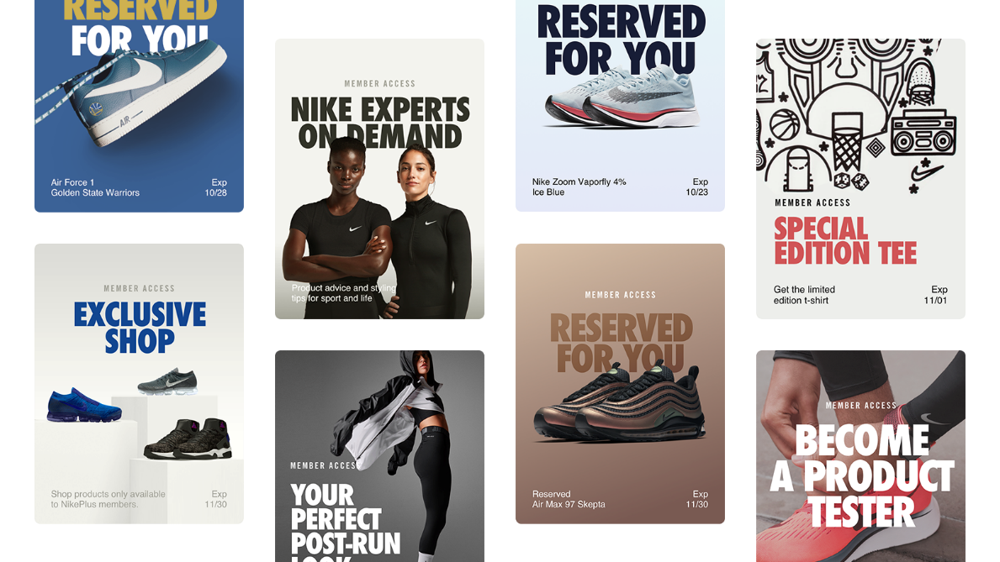 RESERVED
FOR YOU
AIR
Air Force 1
Golden State Warriors
Exp
10/28
MEMBER ACCESS
EXCLUSIVE
SHOP
Shop products only available
to NikePlus members.
Exp
11/30
MEMBER ACCESS
NIKE EXPERTS
ON DEMAND
Product advice and styling
tips for sport and life
MEMBER ACCESS
YOUR
PERFECT
POST-RUN
LOOK
RESERVED
FOR YOU
Nike Zoom Vaporfly 4%
Ice Blue
Exp
10/23
MEMBER ACCESS
RESERVED
FOR YOU
Reserved
Air Max 97 Skepta
Exp
11/30
MEMBER ACCESS
SPECIAL
EDITION TEE
Get the limited
edition t-shirt
Exp
11/01
MEMBER ACCESS
BECOME
A PRODUCT
TESTER